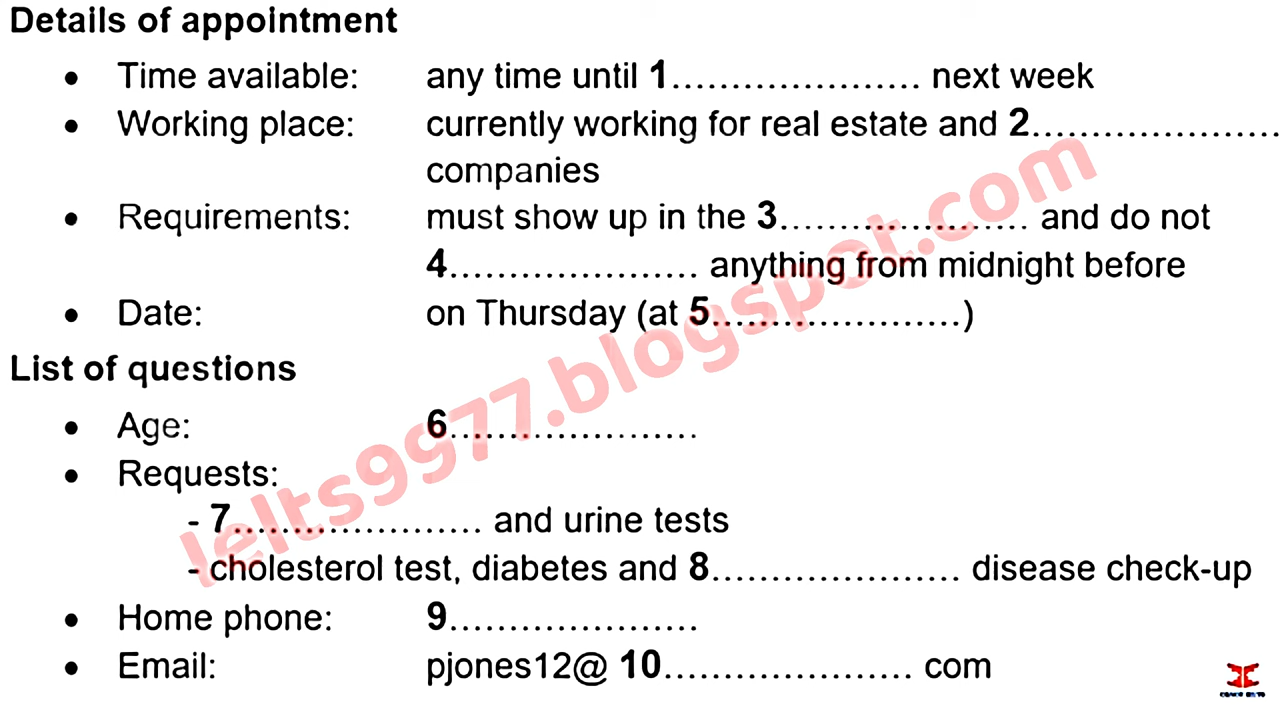 Details of appointment
• Time available: any time until 1..................... next week
• Working place: currently working for real estate and 2.....................
companies
• Requirements: must show up in the 3..................... and do not
4..................... anything from midnight before
• Date: on Thursday (at 5.....................)
List of questions
• Age: 6.....................
• Requests:
- 7..................... and urine tests
- cholesterol test, diabetes and 8..................... disease check-up
• Home phone: 9.....................
• Email: pjones12@ 10..................... com
Ielts9977.blogspot.com